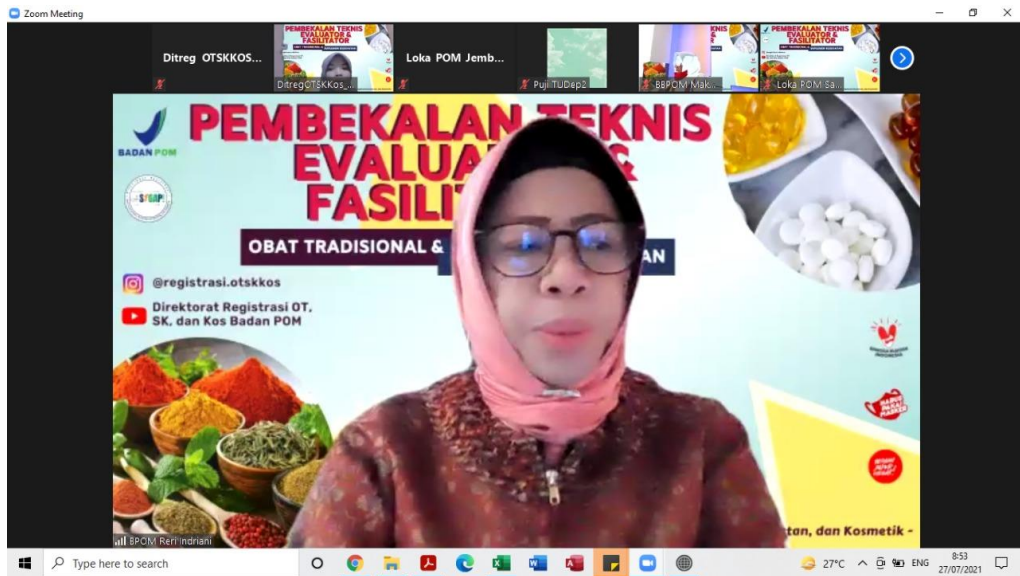 Zoom Meeting
Ditreg OTSKKOS...
DitregOTSKKos_...
Loka POM Jemb...
Puji TUDep2
BBPOM Mak...
Loka POM Sa...
PEMBEKALAN TEKNIS
EVALUATOR &
FASILITATOR
BADAN POM
PEMBEKALAN TEKNIS
&
FASILI
OBAT TRADISIONAL &
AN
@registrasi.otskkos
Direktorat Registrasi OT,
SK, dan Kos Badan POM
tan, dan Kosmetik -
BPOM Reri Indriani
Type here to search
27°C
ENG
8:53
27/07/2021